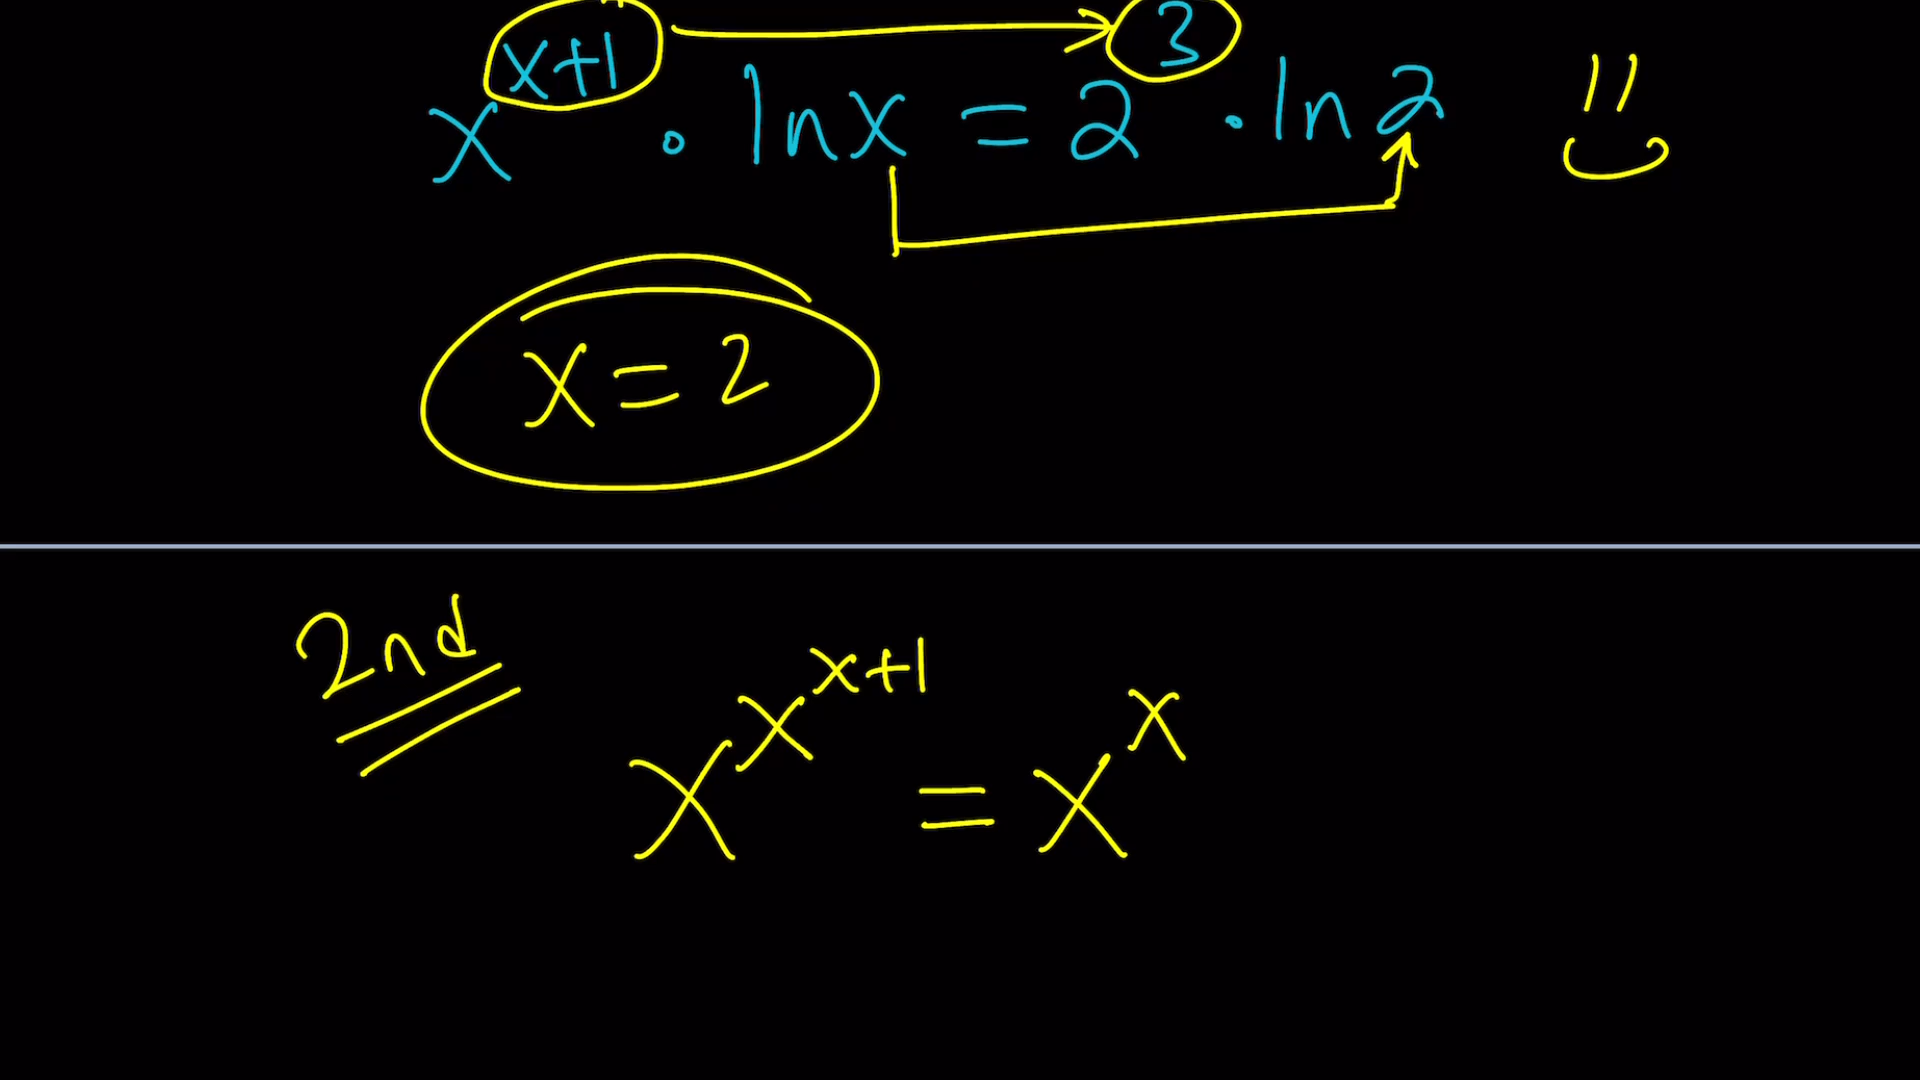 x^{x+1} · ln x = 2^3 · ln 2
x = 2
2nd
x^{x^{x+1}} = x^x